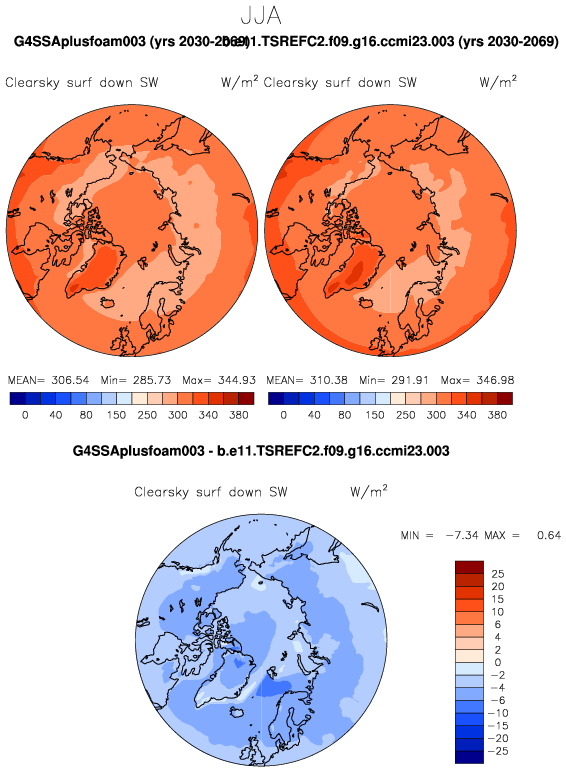 JJA
G4SSAplusfoam003 (yrs 2030-2069) b.e11.TSREFC2.f09.g16.ccmi23.003 (yrs 2030-2069)
Clearsky surf down SW W/m² Clearsky surf down SW W/m²
MEAN= 306.54 Min= 285.73 Max= 344.93 MEAN= 310.38 Min= 291.91 Max= 346.98
0 40 80 150 250 300 340 380 0 40 80 150 250 300 340 380
G4SSAplusfoam003 - b.e11.TSREFC2.f09.g16.ccmi23.003
Clearsky surf down SW W/m²
MIN = -7.34 MAX = 0.64
25
20
15
10
6
4
2
0
-2
-4
-6
-10
-15
-20
-25